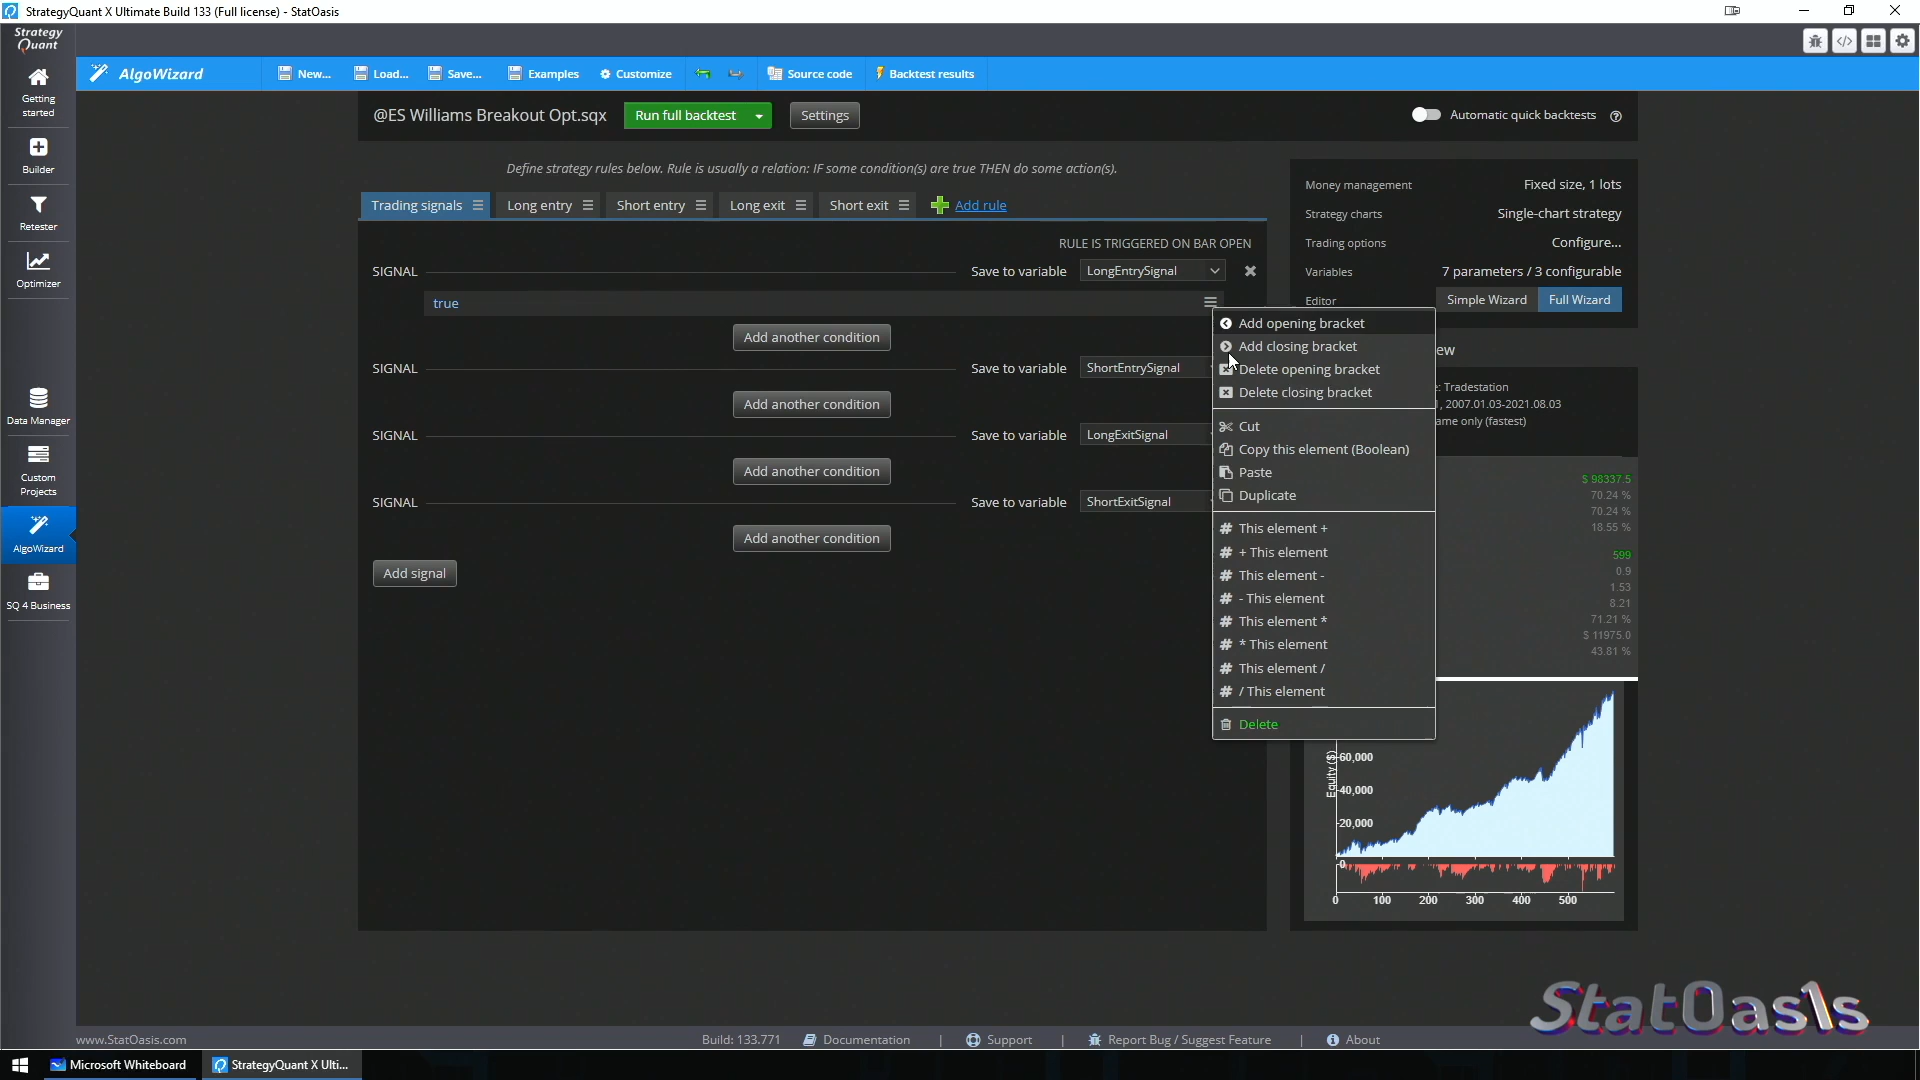 StrategyQuant X Ultimate Build 133 (Full license) - StatOasis
Strategy
Quant
AlgoWizard
New...
Load...
Save...
Examples
Customize
Source code
Backtest results
Getting
started
Builder
Retester
Optimizer
Data Manager
Custom
Projects
AlgoWizard
SQ 4 Business
@ES Williams Breakout Opt.sqx
Run full backtest
Settings
Automatic quick backtests
Define strategy rules below. Rule is usually a relation: IF some condition(s) are true THEN do some action(s).
Trading signals
Long entry
Short entry
Long exit
Short exit
Add rule
RULE IS TRIGGERED ON BAR OPEN
SIGNAL
Save to variable
LongEntrySignal
true
Add another condition
SIGNAL
Save to variable
ShortEntrySignal
Add another condition
SIGNAL
Save to variable
LongExitSignal
Add another condition
SIGNAL
Save to variable
ShortExitSignal
Add another condition
Add signal
Add opening bracket
Add closing bracket
Delete opening bracket
Delete closing bracket
Cut
Copy this element (Boolean)
Paste
Duplicate
# This element +
# + This element
# This element -
# - This element
# This element *
# * This element
# This element /
# / This element
Delete
Money management
Fixed size, 1 lots
Strategy charts
Single-chart strategy
Trading options
Configure...
Variables
7 parameters / 3 configurable
Editor
Simple Wizard
Full Wizard
ew
: Tradestation
, 2007.01.03-2021.08.03
ame only (fastest)
$ 98337.5
70.24 %
70.24 %
18.55 %
599
0.9
1.53
8.21
71.21 %
$ 11975.0
43.81 %
Equity ($)
60,000
40,000
20,000
0
0
100
200
300
400
500
StatOasis
www.StatOasis.com
Build: 133.771
Documentation
|
Support
|
Report Bug / Suggest Feature
|
About
Microsoft Whiteboard
StrategyQuant X Ulti...